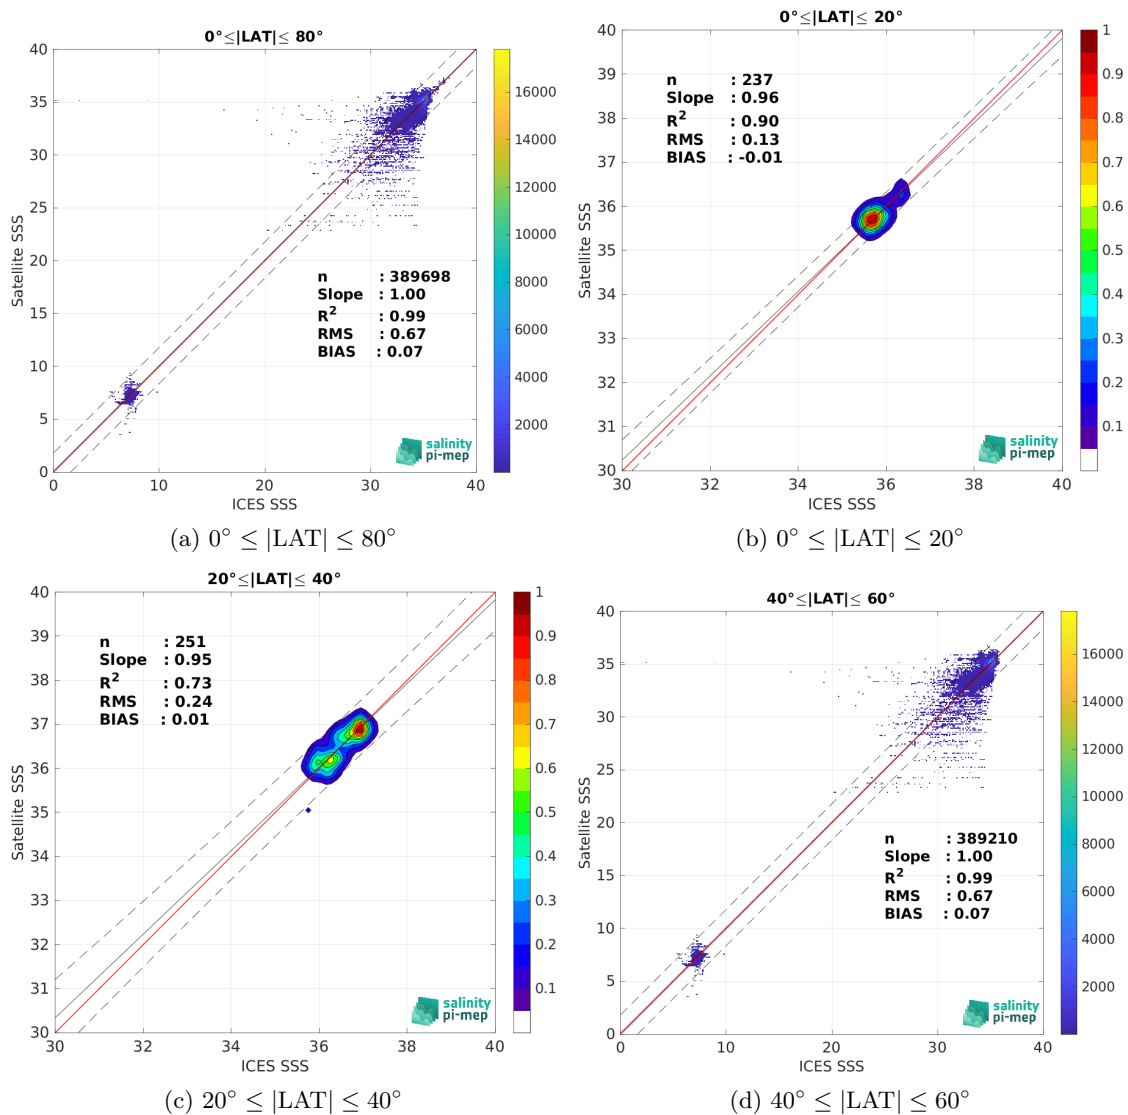 0°≤|LAT|≤ 80°
40
35
30
25
20
15
10
5
0
Satellite SSS
n : 389698
Slope : 1.00
R² : 0.99
RMS : 0.67
BIAS : 0.07
salinity
pi-mep
0 10 20 30 40
ICES SSS
16000
14000
12000
10000
8000
6000
4000
2000
(a) 0° ≤ |LAT| ≤ 80°
0°≤|LAT|≤ 20°
40
39
38
37
36
35
34
33
32
31
30
Satellite SSS
n : 237
Slope : 0.96
R² : 0.90
RMS : 0.13
BIAS : -0.01
salinity
pi-mep
30 32 34 36 38 40
ICES SSS
1
0.9
0.8
0.7
0.6
0.5
0.4
0.3
0.2
0.1
(b) 0° ≤ |LAT| ≤ 20°
20°≤|LAT|≤ 40°
40
39
38
37
36
35
34
33
32
31
30
Satellite SSS
n : 251
Slope : 0.95
R² : 0.73
RMS : 0.24
BIAS : 0.01
salinity
pi-mep
30 32 34 36 38 40
ICES SSS
1
0.9
0.8
0.7
0.6
0.5
0.4
0.3
0.2
0.1
(c) 20° ≤ |LAT| ≤ 40°
40°≤|LAT|≤ 60°
40
35
30
25
20
15
10
5
0
Satellite SSS
n : 389210
Slope : 1.00
R² : 0.99
RMS : 0.67
BIAS : 0.07
salinity
pi-mep
0 10 20 30 40
ICES SSS
16000
14000
12000
10000
8000
6000
4000
2000
(d) 40° ≤ |LAT| ≤ 60°